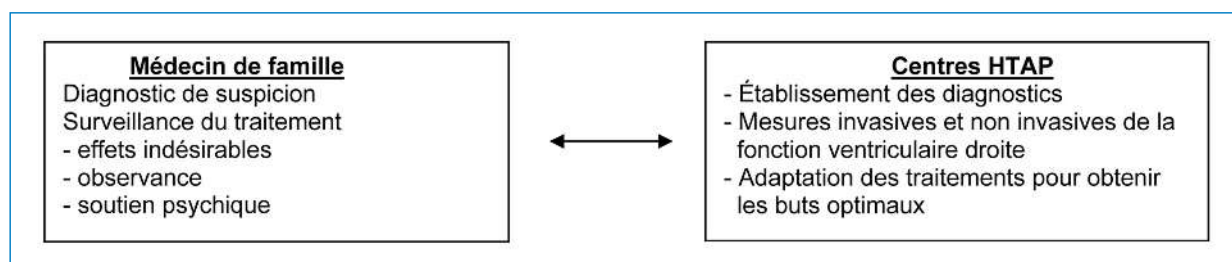 Médecin de famille
Diagnostic de suspicion
Surveillance du traitement
- effets indésirables
- observance
- soutien psychique
Centres HTAP
- Établissement des diagnostics
- Mesures invasives et non invasives de la
fonction ventriculaire droite
- Adaptation des traitements pour obtenir
les buts optimaux